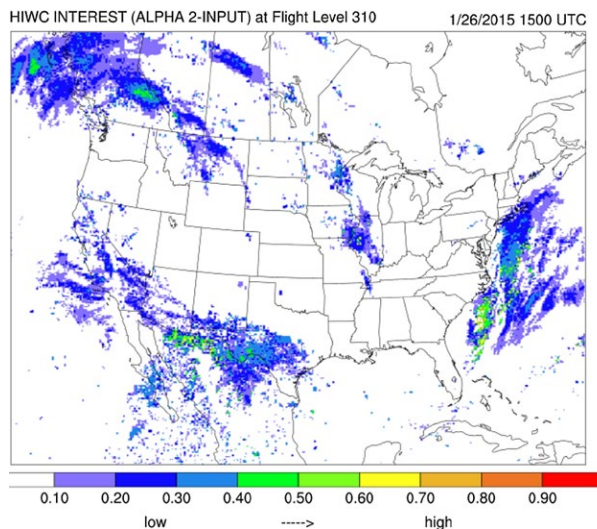 HIWC INTEREST (ALPHA 2-INPUT) at Flight Level 310 1/26/2015 1500 UTC
0.10 0.20 0.30 0.40 0.50 0.60 0.70 0.80 0.90
low -----> high